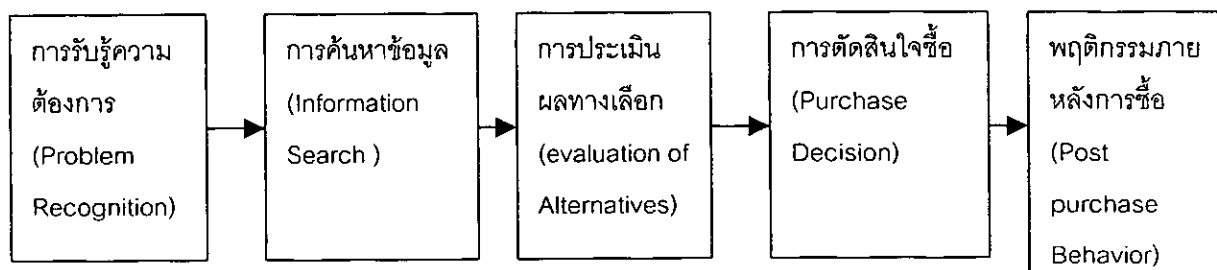 การรับรู้ความ
ต้องการ
(Problem
Recognition)
การค้นหาข้อมูล
(Information
Search )
การประเมิน
ผลทางเลือก
(evaluation of
Alternatives)
การตัดสินใจซื้อ
(Purchase
Decision)
พฤติกรรมภาย
หลังการซื้อ
(Post
purchase
Behavior)